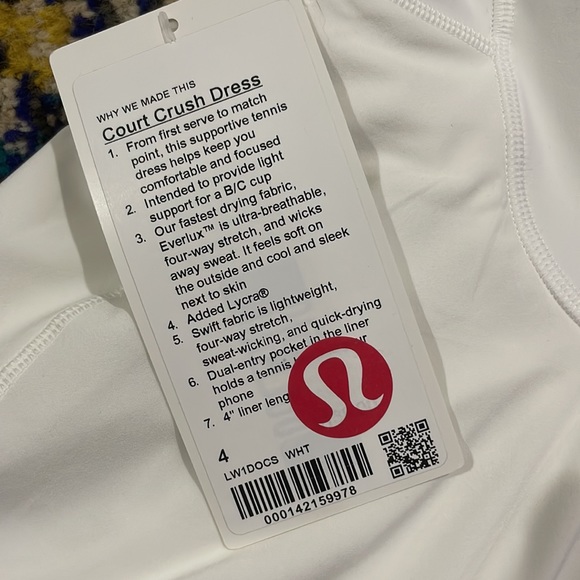 WHY WE MADE THIS
Court Crush Dress
1. From first serve to match
point, this supportive tennis
dress helps keep you
comfortable and focused
2. Intended to provide light
support for a B/C cup
3. Our fastest drying fabric,
Everlux™ is ultra-breathable,
four-way stretch, and wicks
away sweat. It feels soft on
the outside and cool and sleek
next to skin
4. Added Lycra®
5. Swift fabric is lightweight,
four-way stretch,
sweat-wicking, and quick-drying
6. Dual-entry pocket in the liner
holds a tennis
phone
7. 4" liner
4
LW1DOCS WHT
000142159978